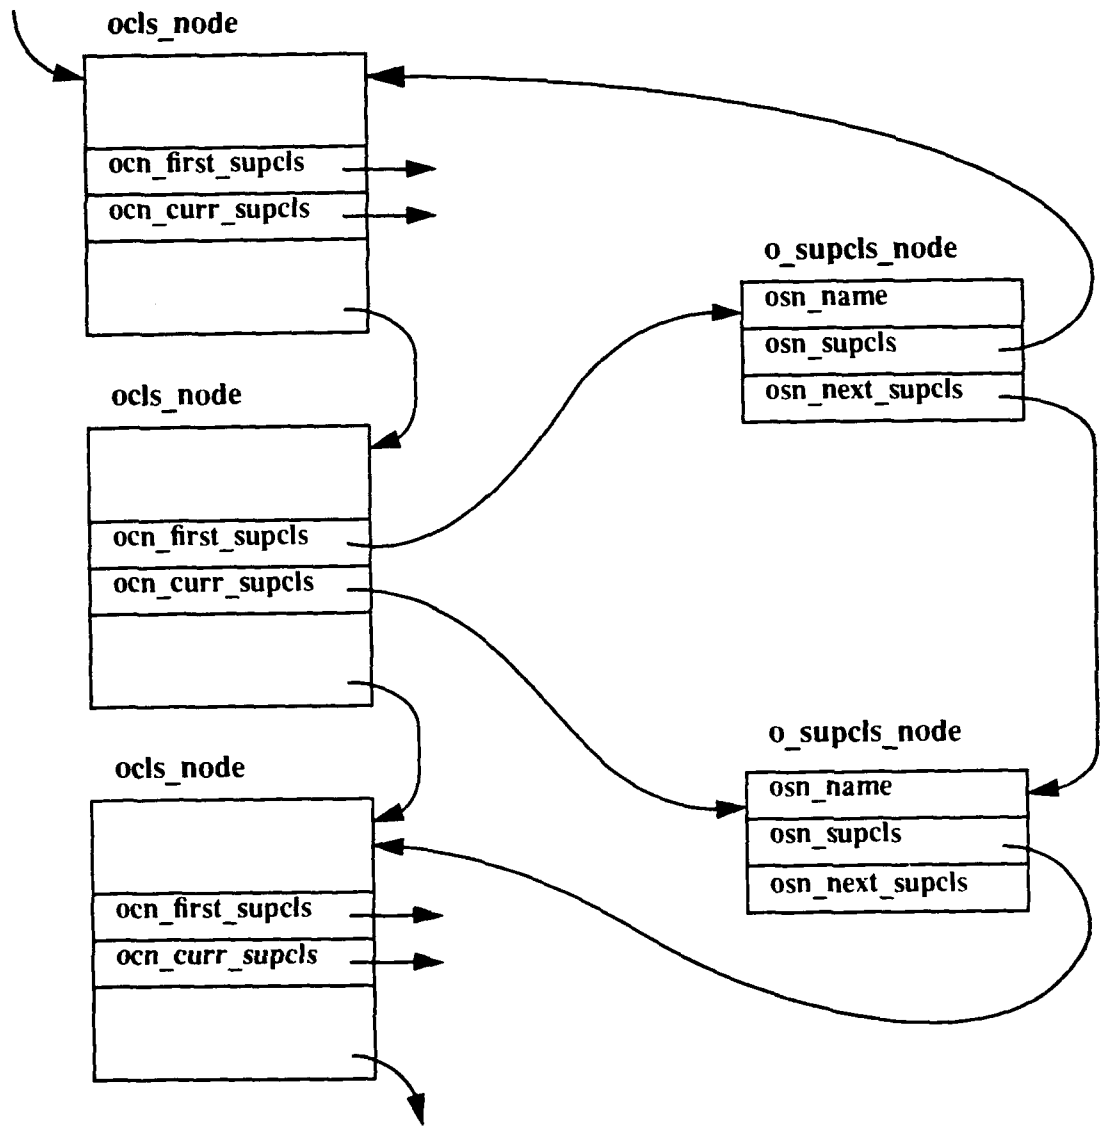 ocls_node
ocn_first_supcls
ocn_curr_supcls
o_supcls_node
osn_name
osn_supcls
osn_next_supcls
ocls_node
ocn_first_supcls
ocn_curr_supcls
o_supcls_node
osn_name
osn_supcls
osn_next_supcls
ocls_node
ocn_first_supcls
ocn_curr_supcls